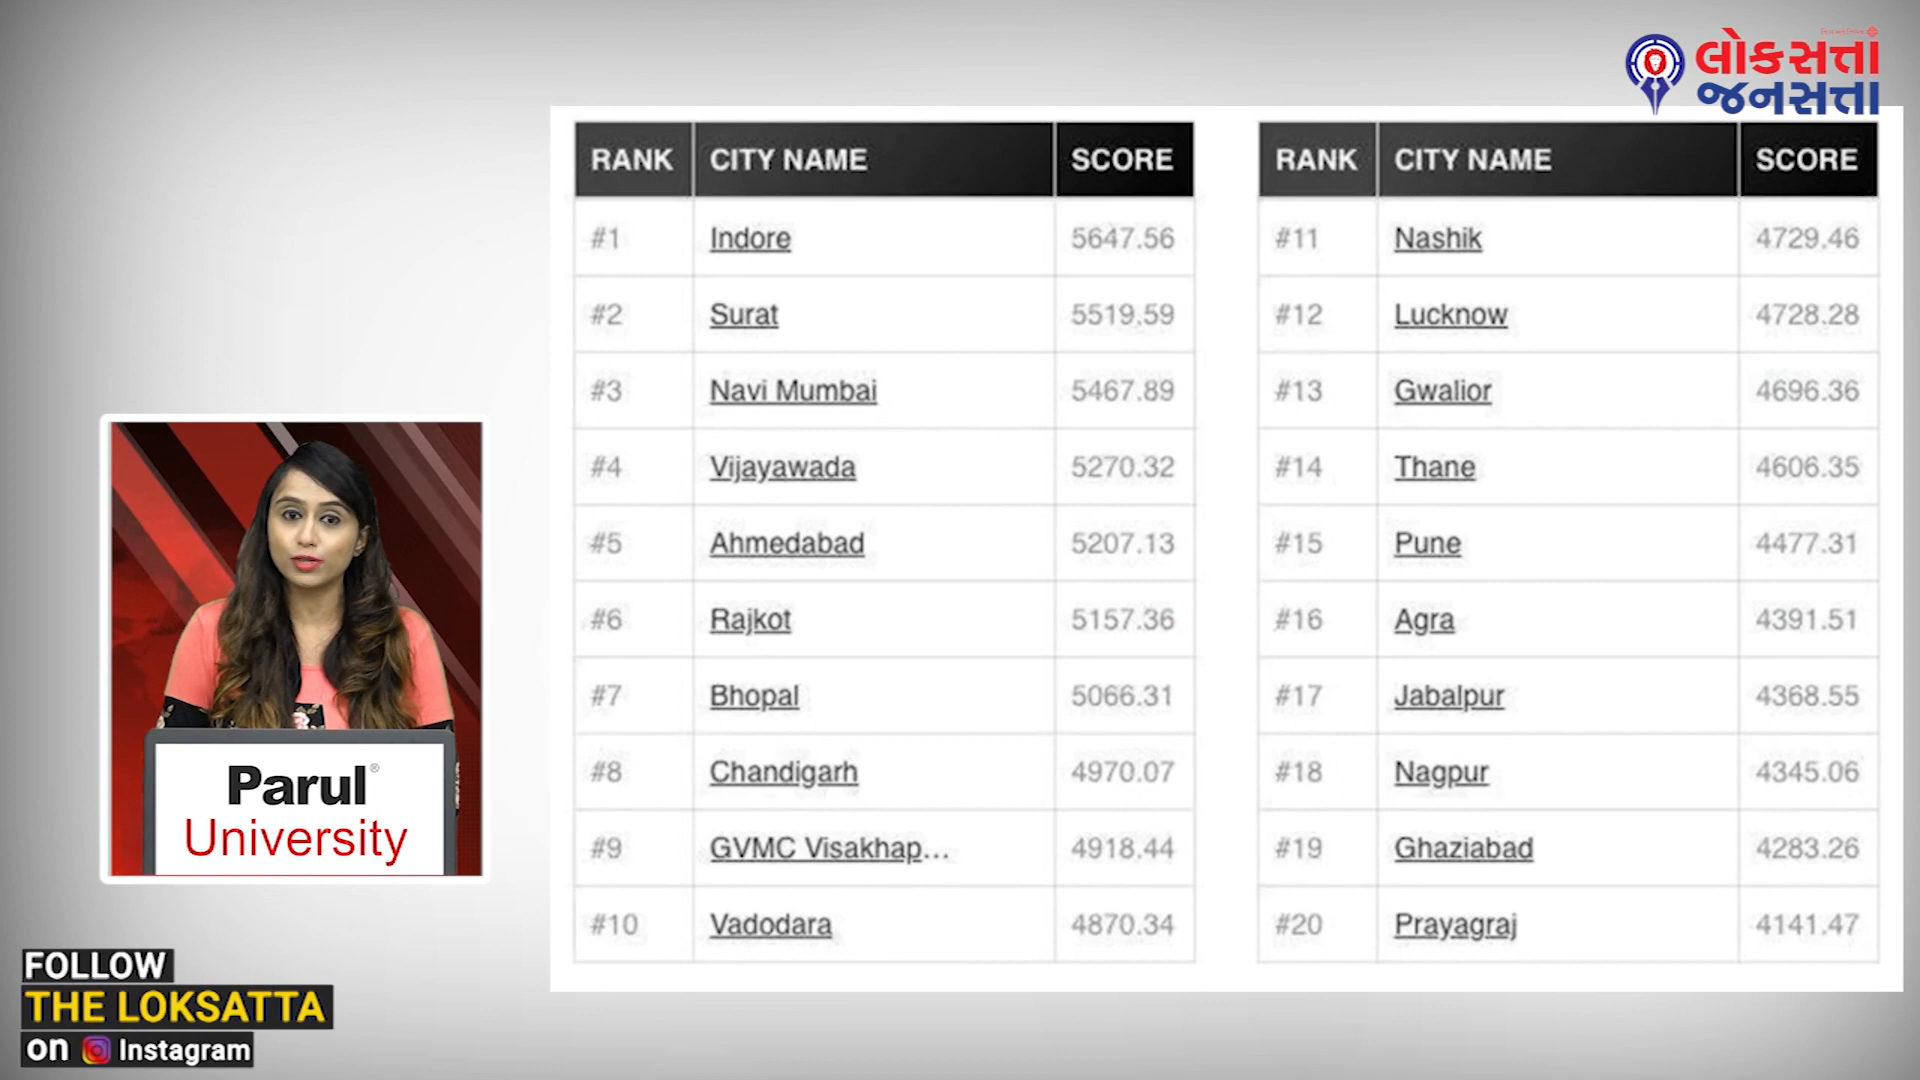 લોકસત્તા
જનસત્તા
RANK CITY NAME SCORE
#1 Indore 5647.56
#2 Surat 5519.59
#3 Navi Mumbai 5467.89
#4 Vijayawada 5270.32
#5 Ahmedabad 5207.13
#6 Rajkot 5157.36
#7 Bhopal 5066.31
#8 Chandigarh 4970.07
#9 GVMC Visakhap... 4918.44
#10 Vadodara 4870.34
RANK CITY NAME SCORE
#11 Nashik 4729.46
#12 Lucknow 4728.28
#13 Gwalior 4696.36
#14 Thane 4606.35
#15 Pune 4477.31
#16 Agra 4391.51
#17 Jabalpur 4368.55
#18 Nagpur 4345.06
#19 Ghaziabad 4283.26
#20 Prayagraj 4141.47
Parul®
University
FOLLOW
THE LOKSATTA
on Instagram